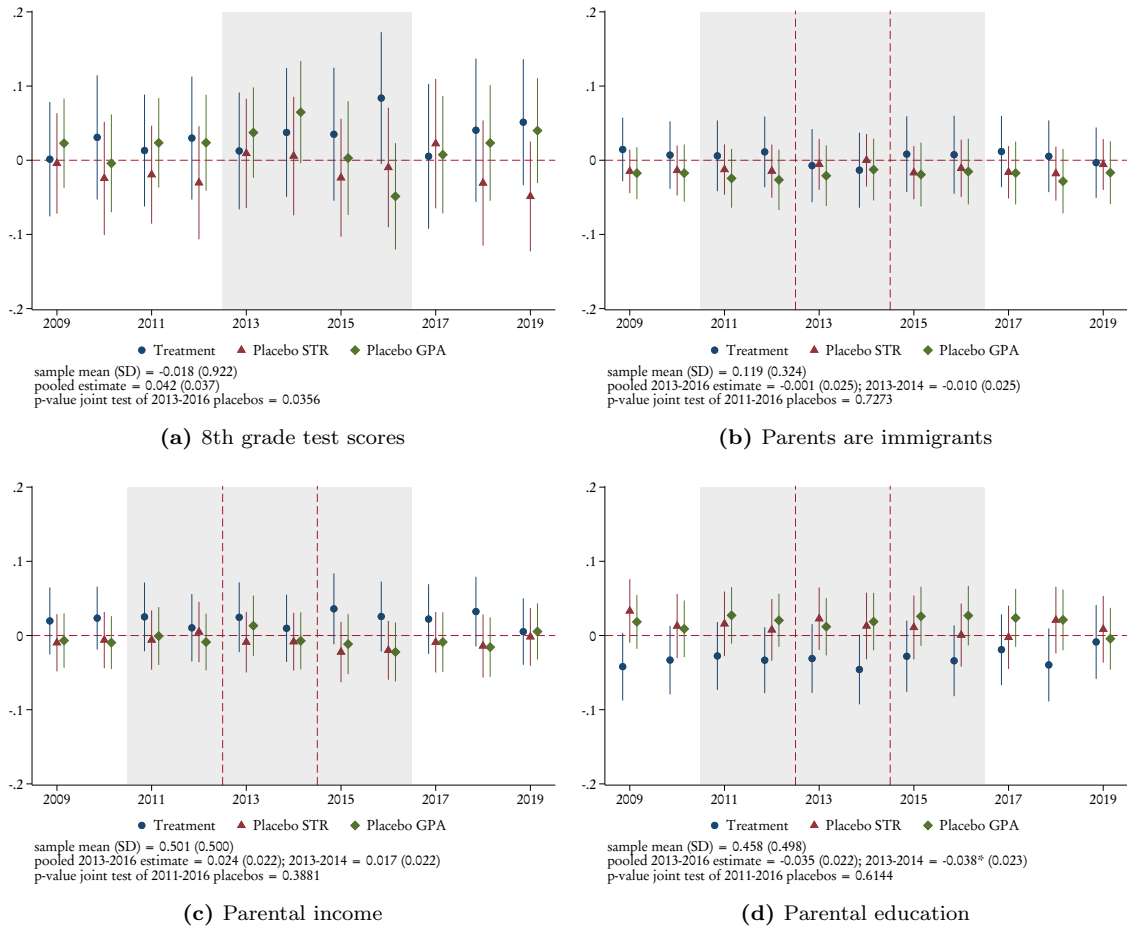 .2
.1
0
-.1
-.2
2009 2011 2013 2015 2017 2019
Treatment Placebo STR Placebo GPA
sample mean (SD) = -0.018 (0.922)
pooled estimate = 0.042 (0.037)
p-value joint test of 2013-2016 placebos = 0.0356
(a) 8th grade test scores
.2
.1
0
-.1
-.2
2009 2011 2013 2015 2017 2019
Treatment Placebo STR Placebo GPA
sample mean (SD) = 0.119 (0.324)
pooled 2013-2016 estimate = -0.001 (0.025); 2013-2014 = -0.010 (0.025)
p-value joint test of 2011-2016 placebos = 0.7273
(b) Parents are immigrants
.2
.1
0
-.1
-.2
2009 2011 2013 2015 2017 2019
Treatment Placebo STR Placebo GPA
sample mean (SD) = 0.501 (0.500)
pooled 2013-2016 estimate = 0.024 (0.022); 2013-2014 = 0.017 (0.022)
p-value joint test of 2011-2016 placebos = 0.3881
(c) Parental income
.2
.1
0
-.1
-.2
2009 2011 2013 2015 2017 2019
Treatment Placebo STR Placebo GPA
sample mean (SD) = 0.458 (0.498)
pooled 2013-2016 estimate = -0.035 (0.022); 2013-2014 = -0.038* (0.023)
p-value joint test of 2011-2016 placebos = 0.6144
(d) Parental education